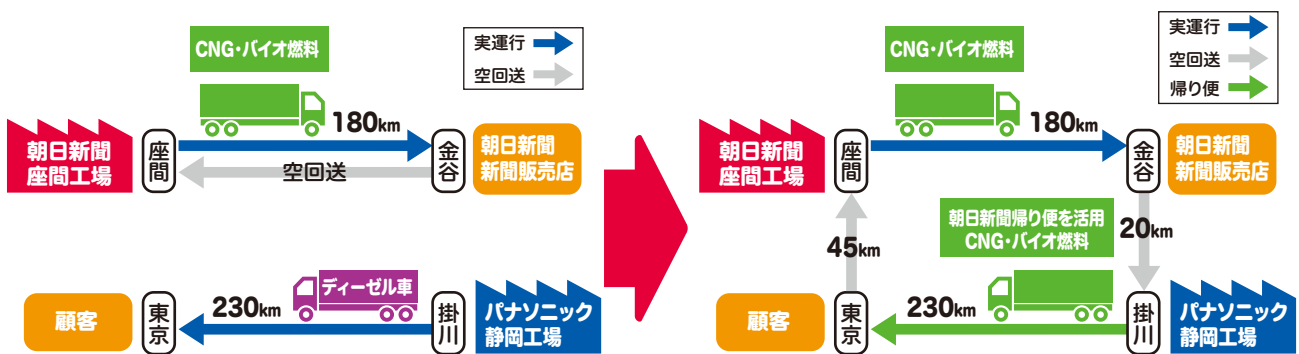 CNG・バイオ燃料
実運行
空回送
180km
朝日新聞
座間工場
座間
空回送
金谷
朝日新聞
新聞販売店
顧客
東京
230km
ディーゼル車
掛川
パナソニック
静岡工場
CNG・バイオ燃料
実運行
空回送
帰り便
180km
朝日新聞
座間工場
座間
金谷
朝日新聞
新聞販売店
45km
朝日新聞帰り便を活用
CNG・バイオ燃料
20km
顧客
東京
230km
掛川
パナソニック
静岡工場